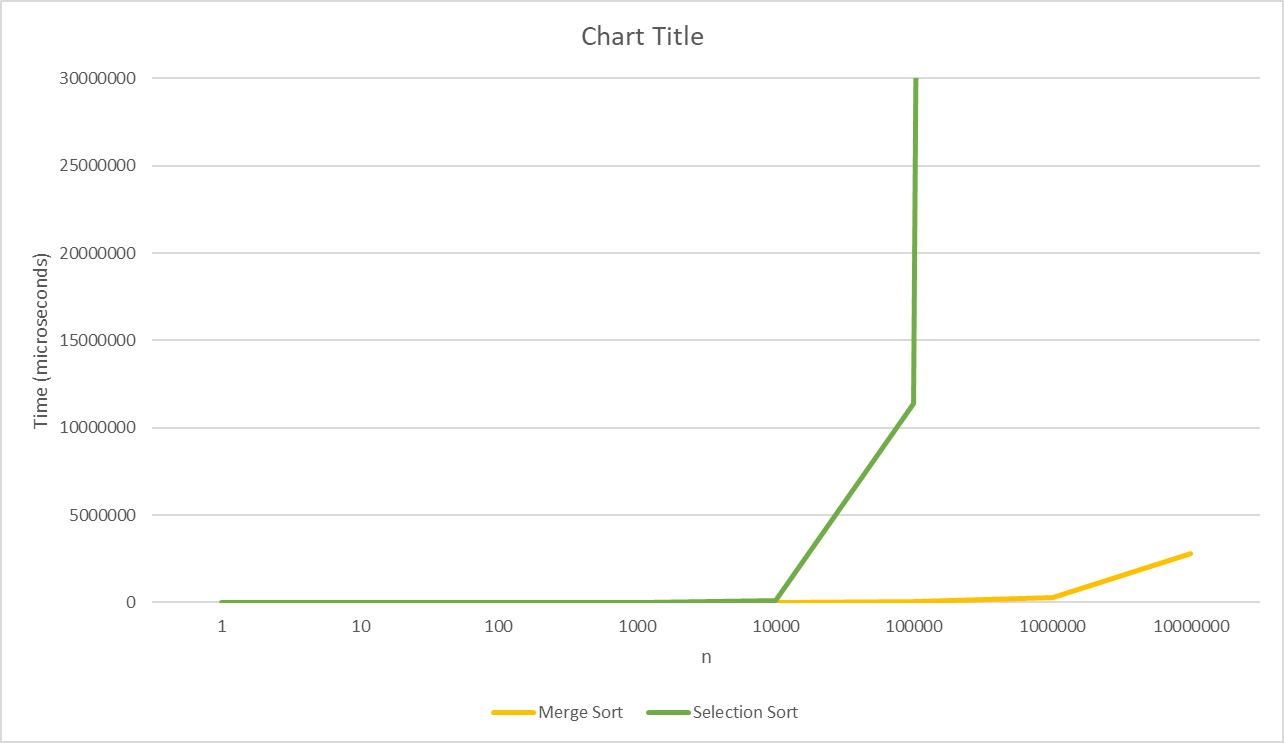 Chart Title
30000000
25000000
20000000
15000000
10000000
5000000
0
Time (microseconds)
1 10 100 1000 10000 100000 1000000 10000000
n
Merge Sort Selection Sort